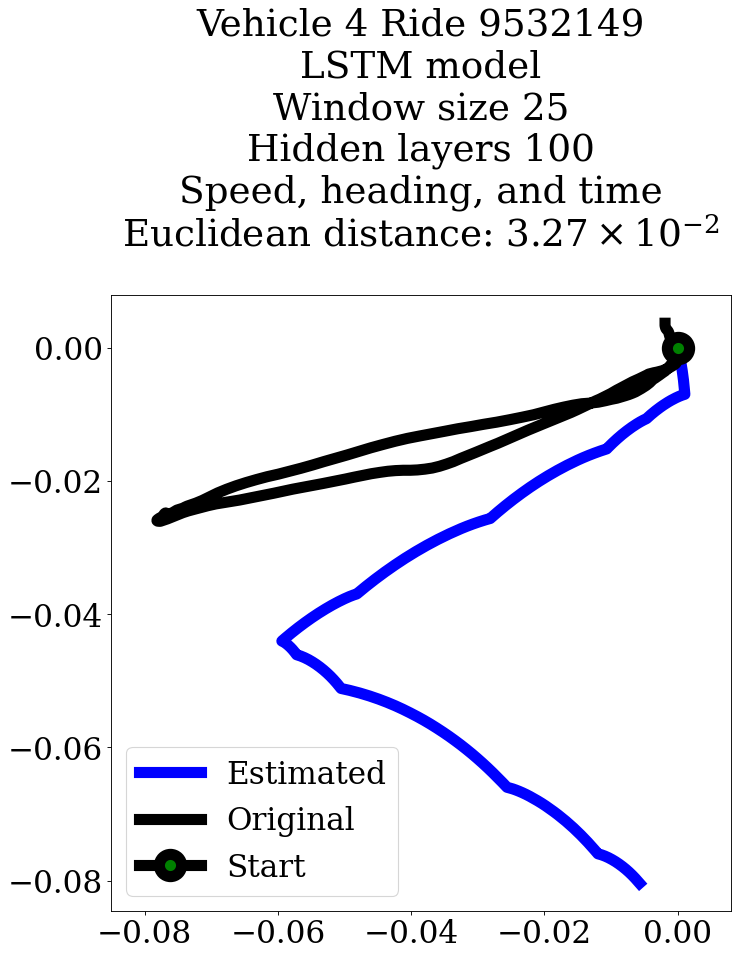 Vehicle 4 Ride 9532149
LSTM model
Window size 25
Hidden layers 100
Speed, heading, and time
Euclidean distance: 3.27 × 10⁻²
0.00
−0.02
−0.04
−0.06
−0.08
Estimated
Original
Start
−0.08 −0.06 −0.04 −0.02 0.00